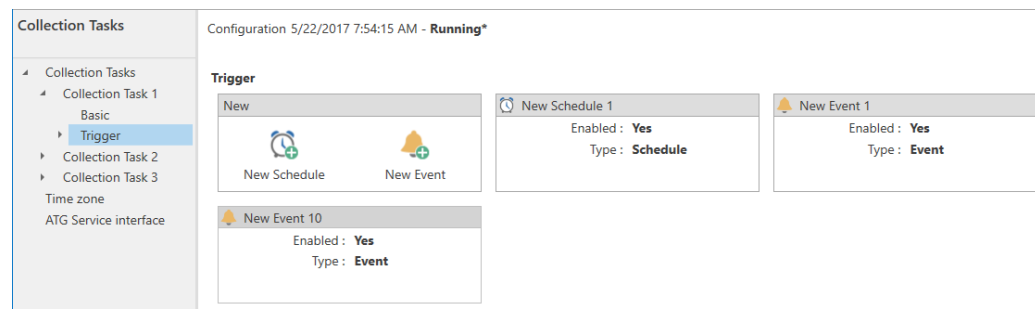 Collection Tasks
Collection Tasks
Collection Task 1
Basic
Trigger
Collection Task 2
Collection Task 3
Time zone
ATG Service interface
Configuration 5/22/2017 7:54:15 AM - Running*
Trigger
New
New Schedule New Event
New Schedule 1
Enabled : Yes
Type : Schedule
New Event 1
Enabled : Yes
Type : Event
New Event 10
Enabled : Yes
Type : Event